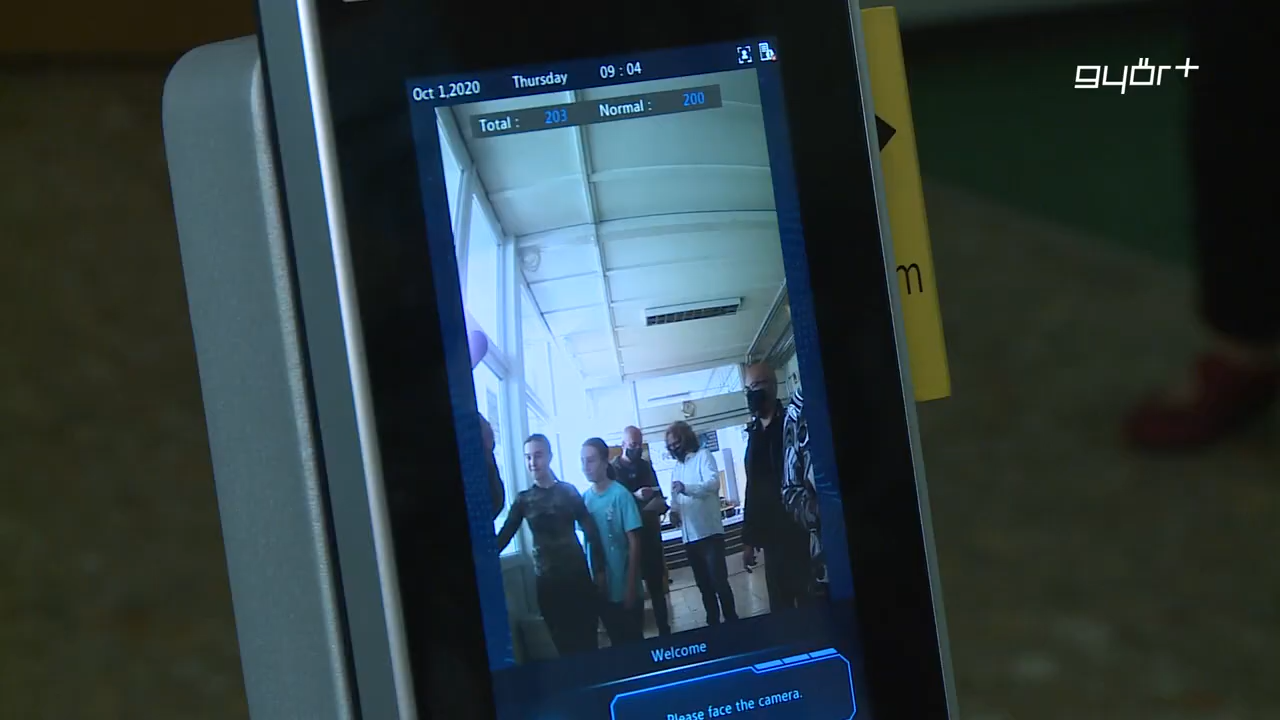 győr+
Oct 1,2020 Thursday 09 : 04
Total : 203 Normal : 200
m
Welcome
Please face the camera.